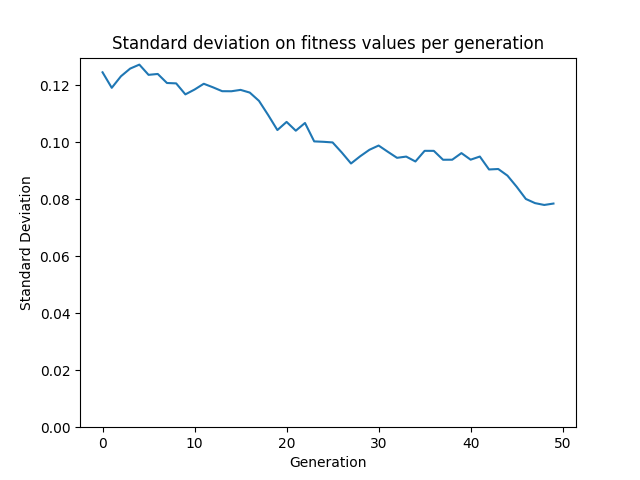 Standard deviation on fitness values per generation
0.12
0.10
0.08
0.06
0.04
0.02
0.00
Standard Deviation
0 10 20 30 40 50
Generation